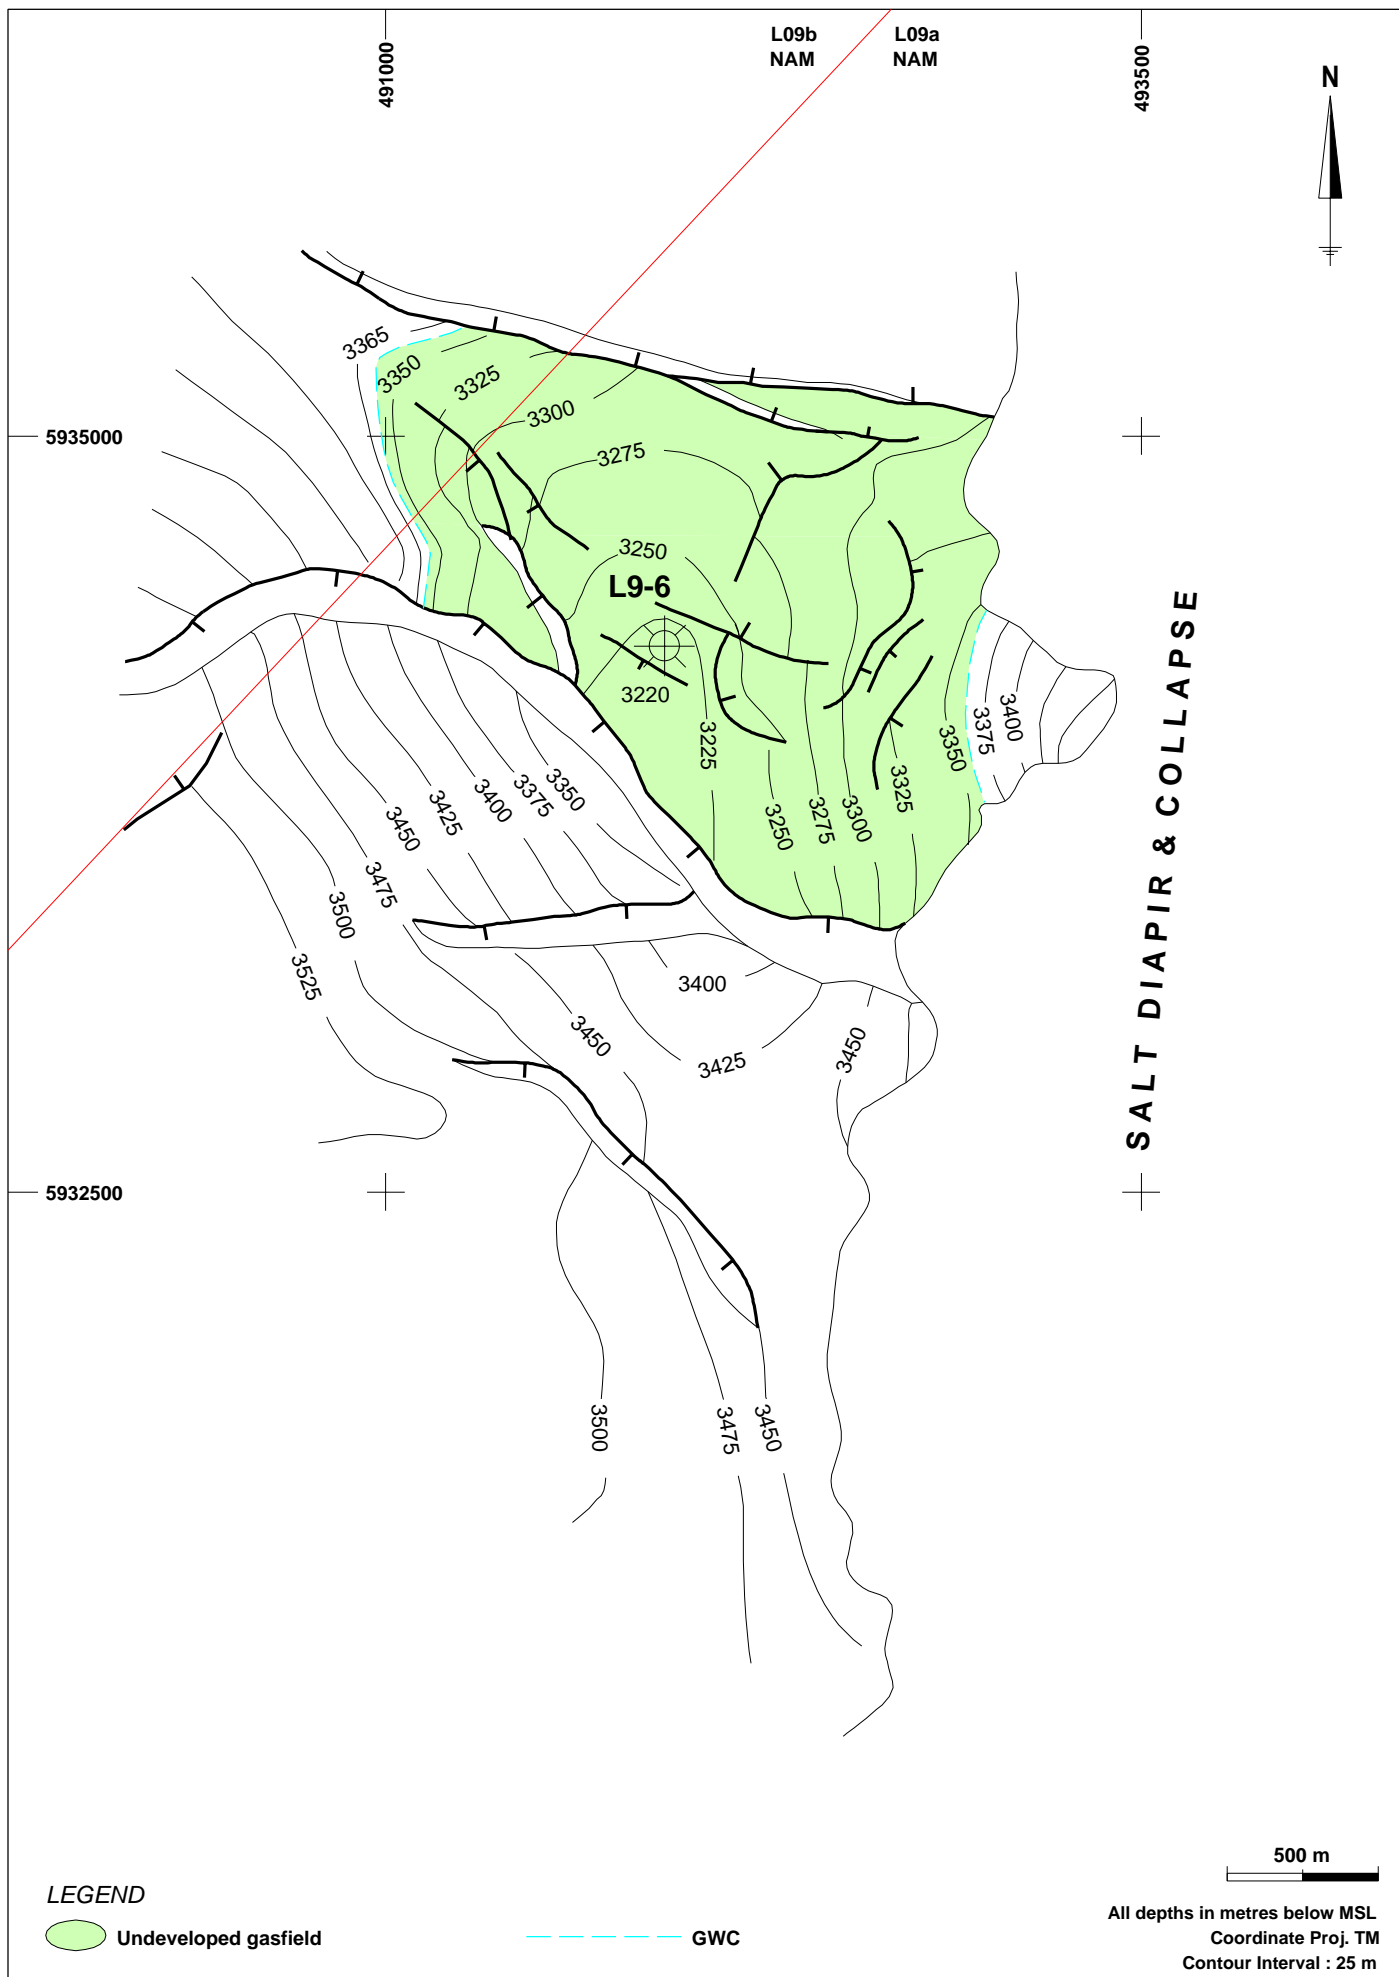 L09b
NAM
L09a
NAM
491000
493500
N
3365
3350
3325
3300
3275
5935000
3250
L9-6
3220
3225
3400
3375
3350
3325
3300
3275
3250
SALT DIAPIR & COLLAPSE
3350
3375
3400
3425
3450
3475
3500
3525
3400
3450
3425
3450
5932500
3500
3475
3450
500 m
LEGEND
Undeveloped gasfield
GWC
All depths in metres below MSL
Coordinate Proj. TM
Contour Interval : 25 m